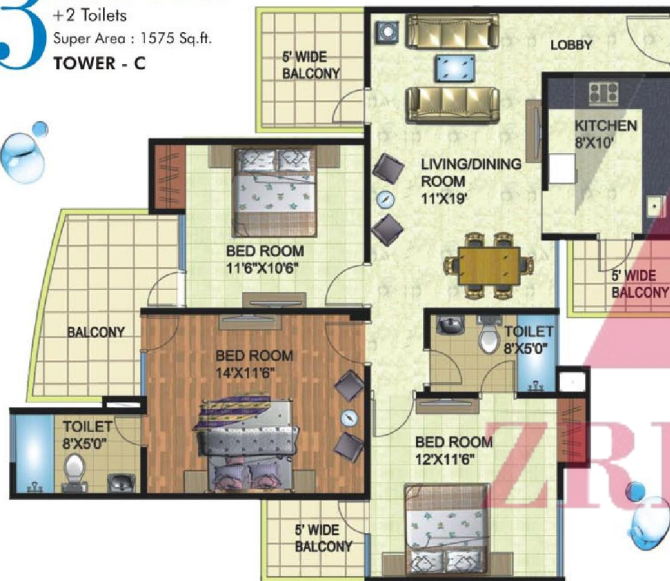 3
+2 Toilets
Super Area : 1575 Sq.ft.
TOWER - C
5' WIDE
BALCONY
LOBBY
KITCHEN
8'X10'
LIVING/DINING
ROOM
11'X19'
BED ROOM
11'6"X10'6"
5' WIDE
BALCONY
BALCONY
BED ROOM
14'X11'6"
TOILET
8'X5'0"
TOILET
8'X5'0"
BED ROOM
12'X11'6"
5' WIDE
BALCONY